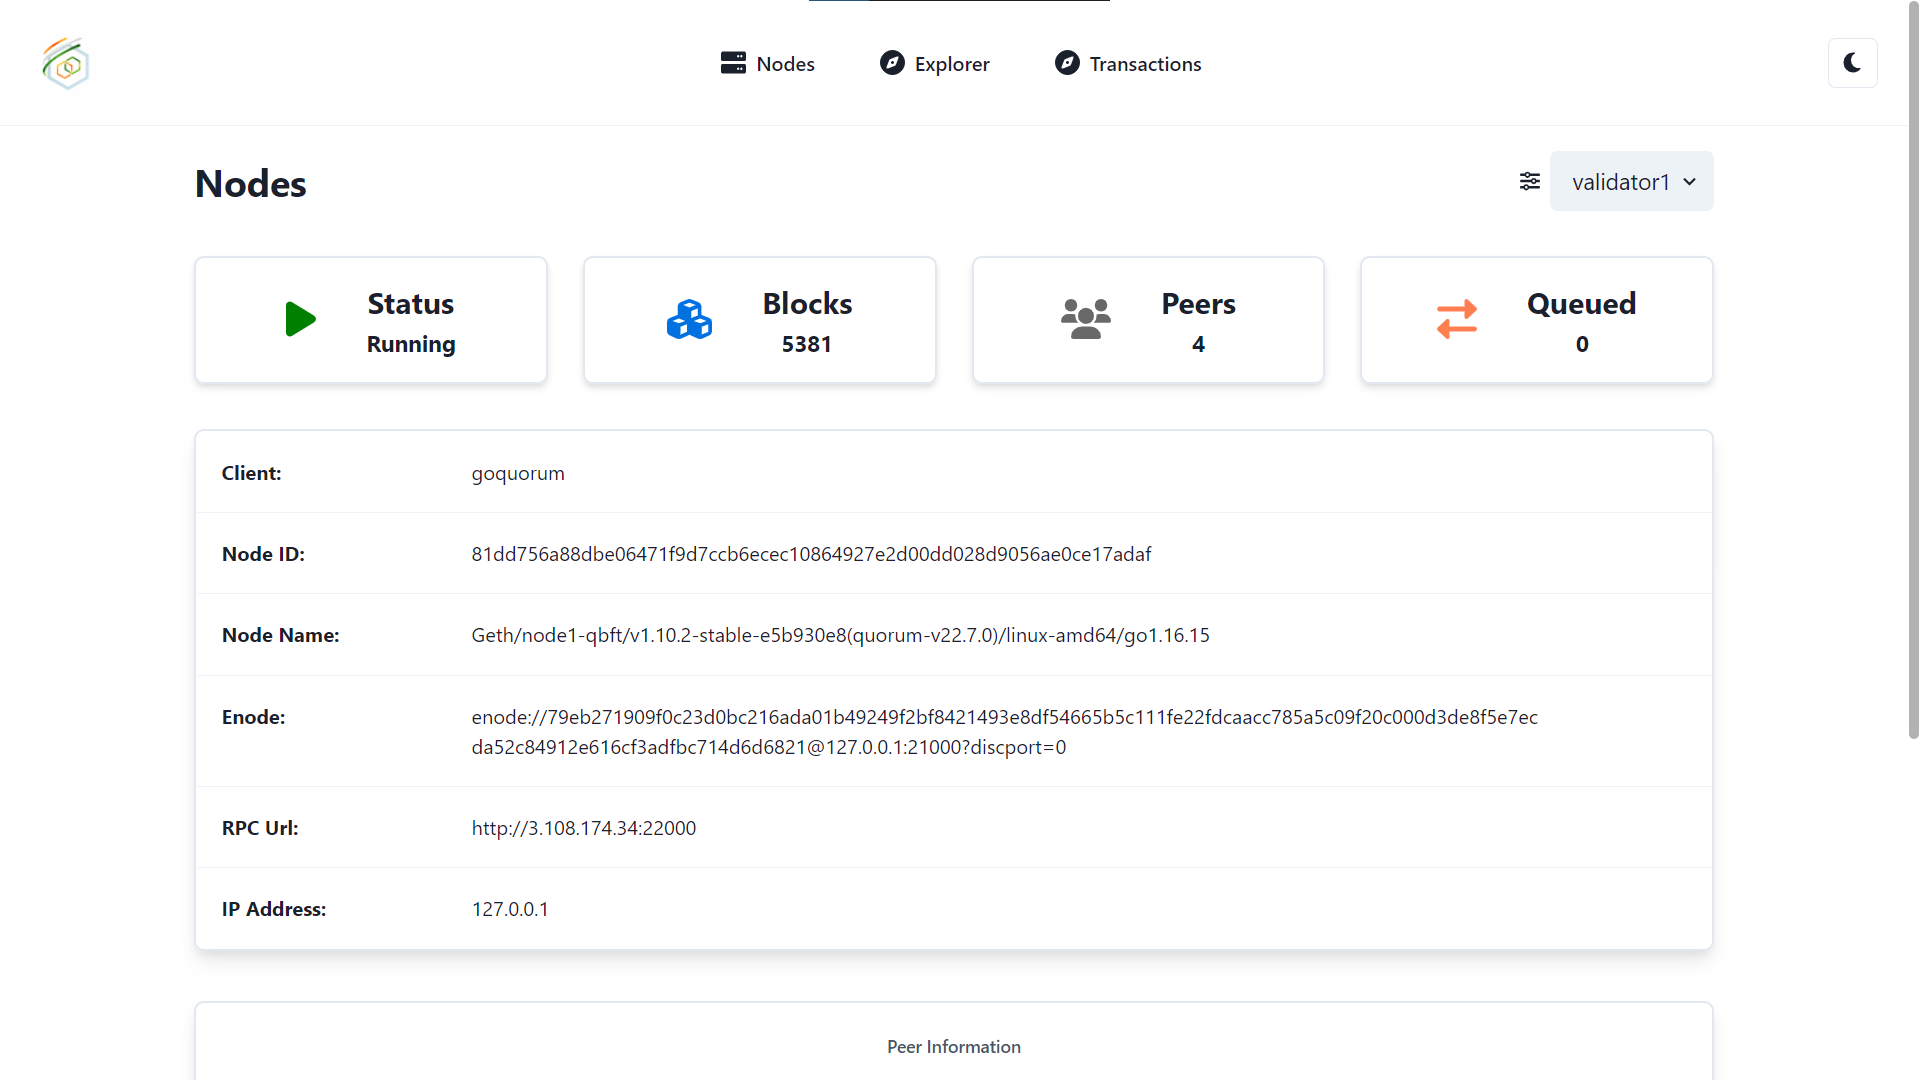 Nodes
Explorer
Transactions
Nodes
validator1
Status
Running
Blocks
5381
Peers
4
Queued
0
Client: goquorum
Node ID: 81dd756a88dbe06471f9d7ccb6ecec10864927e2d00dd028d9056ae0ce17adaf
Node Name: Geth/node1-qbft/v1.10.2-stable-e5b930e8(quorum-v22.7.0)/linux-amd64/go1.16.15
Enode: enode://79eb271909f0c23d0bc216ada01b49249f2bf8421493e8df54665b5c111fe22fdcaacc785a5c09f20c000d3de8f5e7ec
da52c84912e616cf3adfbc714d6d6821@127.0.0.1:21000?discport=0
RPC Url: http://3.108.174.34:22000
IP Address: 127.0.0.1
Peer Information